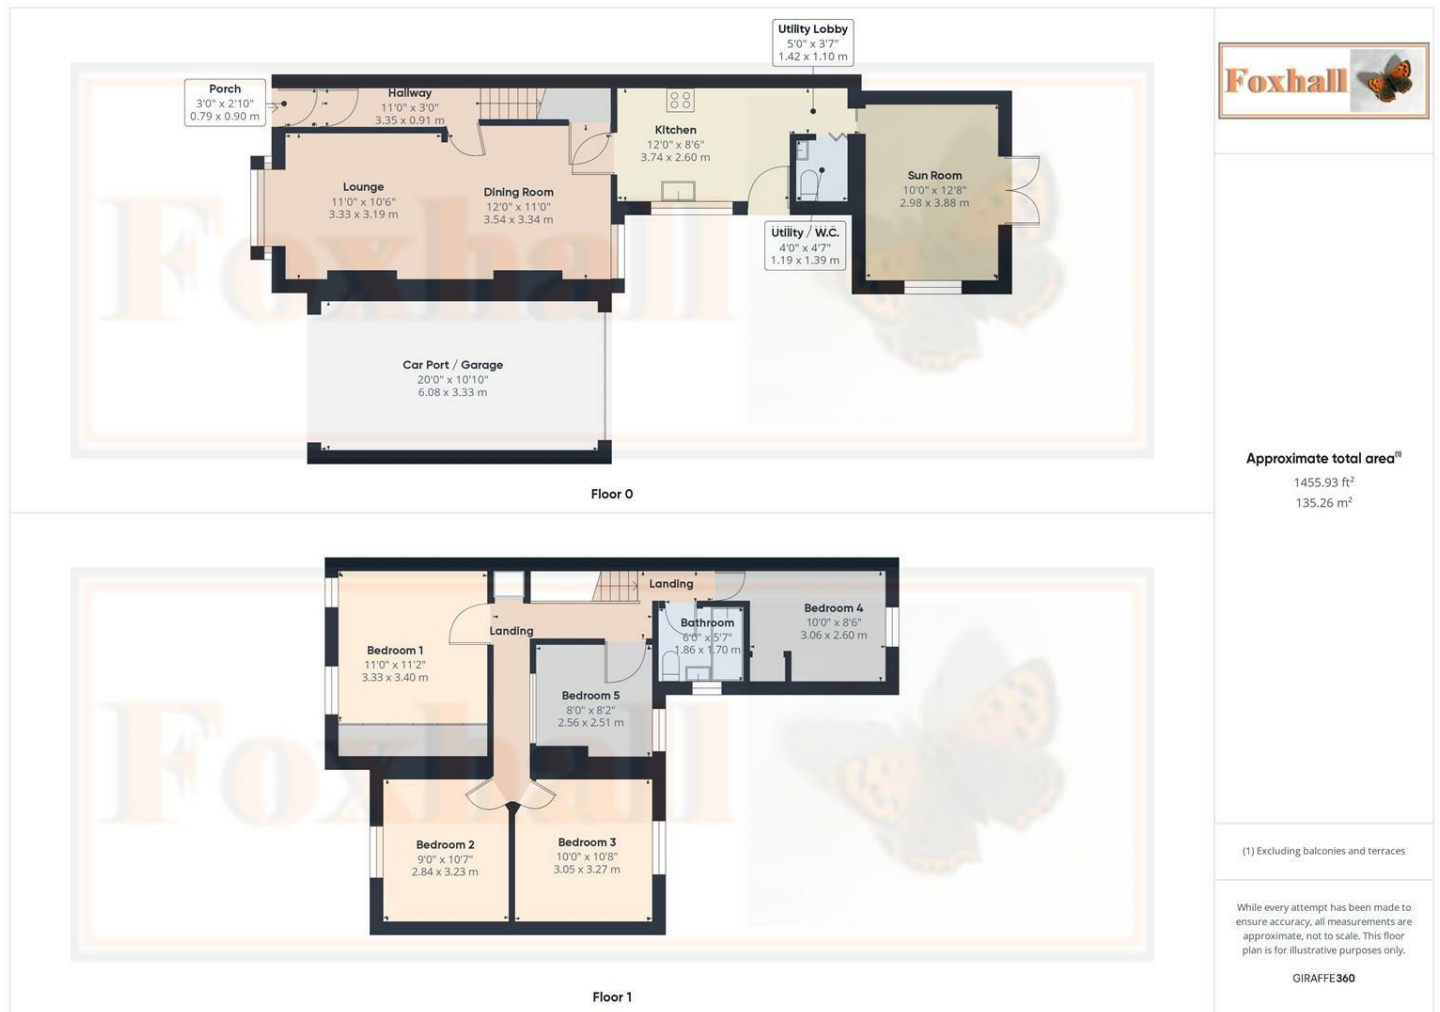 Utility Lobby
5'0" x 3'7"
1.42 x 1.10 m
Porch
3'0" x 2'10"
0.79 x 0.90 m
Hallway
11'0" x 3'0"
3.35 x 0.91 m
Kitchen
12'0" x 8'6"
3.74 x 2.60 m
Lounge
11'0" x 10'6"
3.33 x 3.19 m
Dining Room
12'0" x 11'0"
3.54 x 3.34 m
Sun Room
10'0" x 12'8"
2.98 x 3.88 m
Utility / W.C.
4'0" x 4'7"
1.19 x 1.39 m
Foxhall
Car Port / Garage
20'0" x 10'10"
6.08 x 3.33 m
Floor 0
Landing
Bedroom 4
10'0" x 8'6"
3.06 x 2.60 m
Bathroom
6'0" x 5'7"
1.86 x 1.70 m
Landing
Bedroom 1
11'0" x 11'2"
3.33 x 3.40 m
Bedroom 5
8'0" x 8'2"
2.56 x 2.51 m
Foxhall
Bedroom 2
9'0" x 10'7"
2.84 x 3.23 m
Bedroom 3
10'0" x 10'8"
3.05 x 3.27 m
Floor 1
Foxhall
Approximate total area(1)
1455.93 ft²
135.26 m²
(1) Excluding balconies and terraces
While every attempt has been made to
ensure accuracy, all measurements are
approximate, not to scale. This floor
plan is for illustrative purposes only.
GIRAFFE360